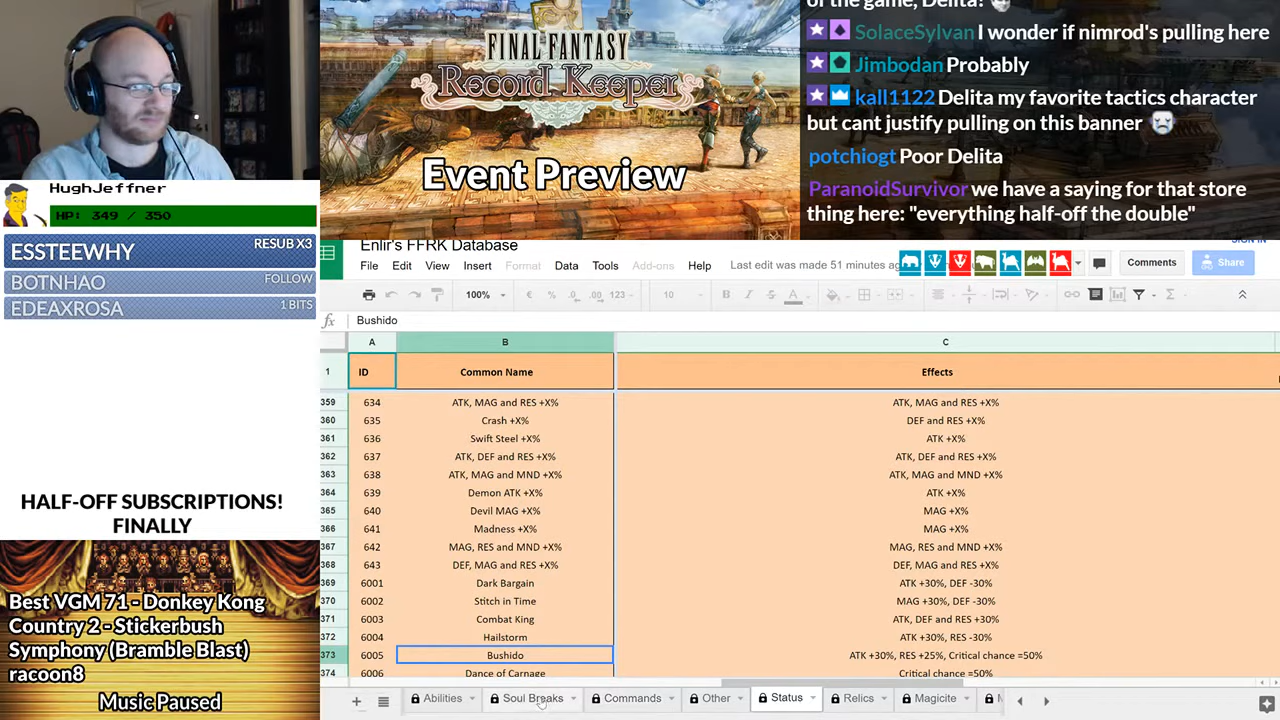 HughJeffner
HP: 349 / 350
ESSTEEWHY RESUB X3
BOTNHAO FOLLOW
EDEAXROSA 1 BITS
HALF-OFF SUBSCRIPTIONS!
FINALLY
Best VGM 71 - Donkey Kong
Country 2 - Stickerbush
Symphony (Bramble Blast)
racoon8
Music Paused
FINAL FANTASY
Record Keeper
Event Preview
of the game, Delita!
SolaceSylvan I wonder if nimrod's pulling here
Jimbodan Probably
kall1122 Delita my favorite tactics character
but cant justify pulling on this banner
potchiogt Poor Delita
ParanoidSurvivor we have a saying for that store
thing here: "everything half-off the double"
Enlir's FFRK Database
SIGN IN
File Edit View Insert Format Data Tools Add-ons Help Last edit was made 51 minutes ag Comments Share
100% € % .0 .00 123 10 B I S A
fx Bushido
A B C
1 ID Common Name Effects
359 634 ATK, MAG and RES +X% ATK, MAG and RES +X%
360 635 Crash +X% DEF and RES +X%
361 636 Swift Steel +X% ATK +X%
362 637 ATK, DEF and RES +X% ATK, DEF and RES +X%
363 638 ATK, MAG and MND +X% ATK, MAG and MND +X%
364 639 Demon ATK +X% ATK +X%
365 640 Devil MAG +X% MAG +X%
366 641 Madness +X% MAG +X%
367 642 MAG, RES and MND +X% MAG, RES and MND +X%
368 643 DEF, MAG and RES +X% DEF, MAG and RES +X%
369 6001 Dark Bargain ATK +30%, DEF -30%
370 6002 Stitch in Time MAG +30%, DEF -30%
371 6003 Combat King ATK, DEF and RES +30%
372 6004 Hailstorm ATK +30%, RES -30%
373 6005 Bushido ATK +30%, RES +25%, Critical chance =50%
374 6006 Dance of Carnage Critical chance =50%
Abilities Soul Breaks Commands Other Status Relics Magicite M